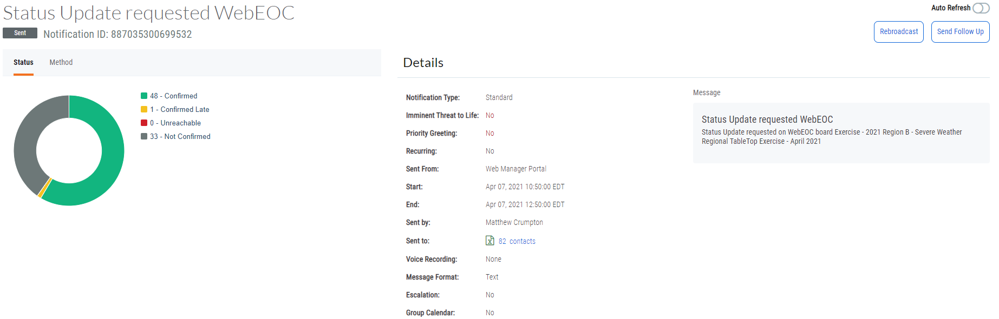 Status Update requested WebEOC
Auto Refresh
Sent
Notification ID: 887035300699532
Rebroadcast
Send Follow Up
Status
Method
48 - Confirmed
1 - Confirmed Late
0 - Unreachable
33 - Not Confirmed
Details
Notification Type: Standard
Imminent Threat to Life: No
Priority Greeting: No
Recurring: No
Sent From: Web Manager Portal
Start: Apr 07, 2021 10:50:00 EDT
End: Apr 07, 2021 12:50:00 EDT
Sent by: Matthew Crumpton
Sent to: 82 contacts
Voice Recording: None
Message Format: Text
Escalation: No
Group Calendar: No
Message
Status Update requested WebEOC
Status Update requested on WebEOC board Exercise - 2021 Region B - Severe Weather
Regional TableTop Exercise - April 2021